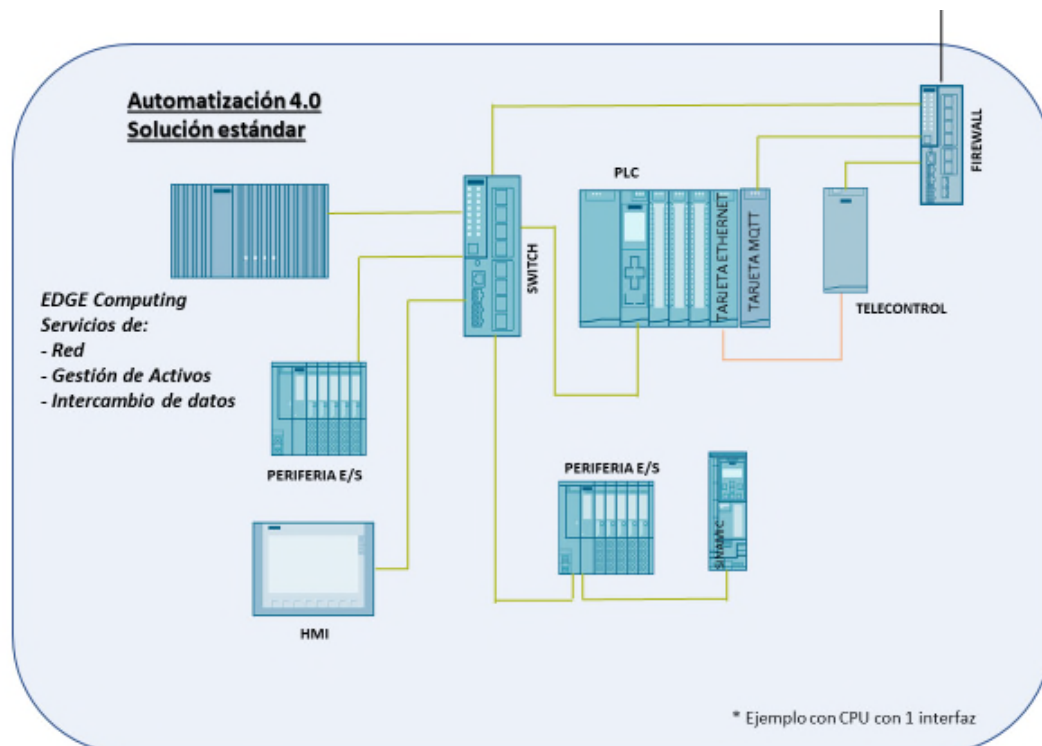 Automatización 4.0
Solución estándar
FIREWALL
PLC
SWITCH
TARJETA ETHERNET
TARJETA MQTT
TELECONTROL
EDGE Computing
Servicios de:
- Red
- Gestión de Activos
- Intercambio de datos
PERIFERIA E/S
PERIFERIA E/S
SINAMIC
HMI
* Ejemplo con CPU con 1 interfaz